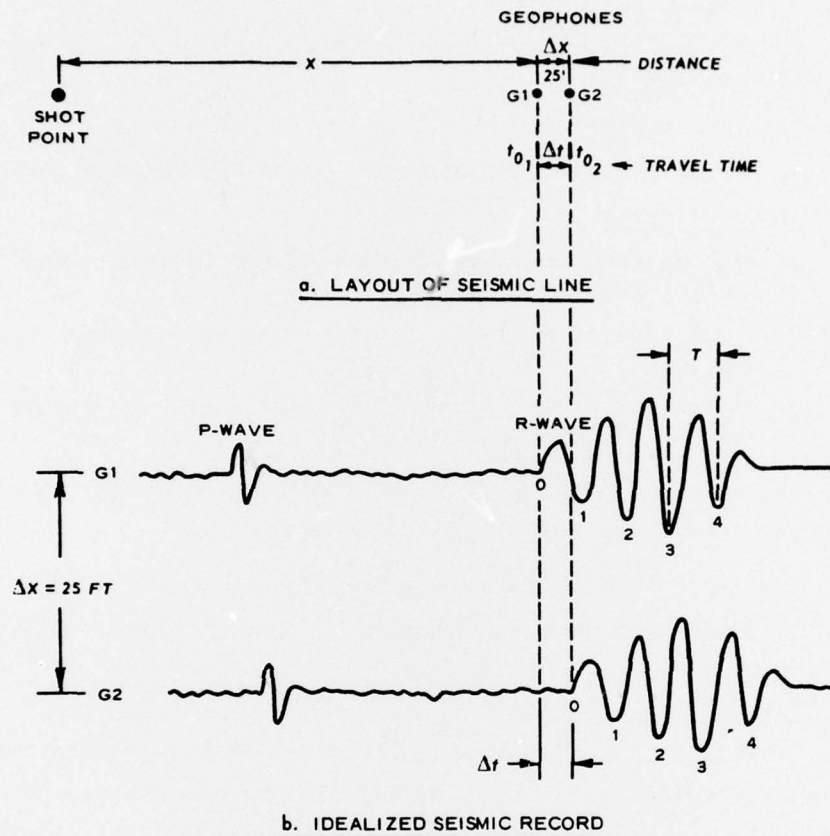 GEOPHONES
X
Δx
DISTANCE
25'
G1
G2
SHOT
POINT
t01
Δt
t02
TRAVEL TIME
a. LAYOUT OF SEISMIC LINE
T
P-WAVE
R-WAVE
G1
0
1
2
3
4
ΔX = 25 FT
G2
0
1
2
3
4
Δt
b. IDEALIZED SEISMIC RECORD